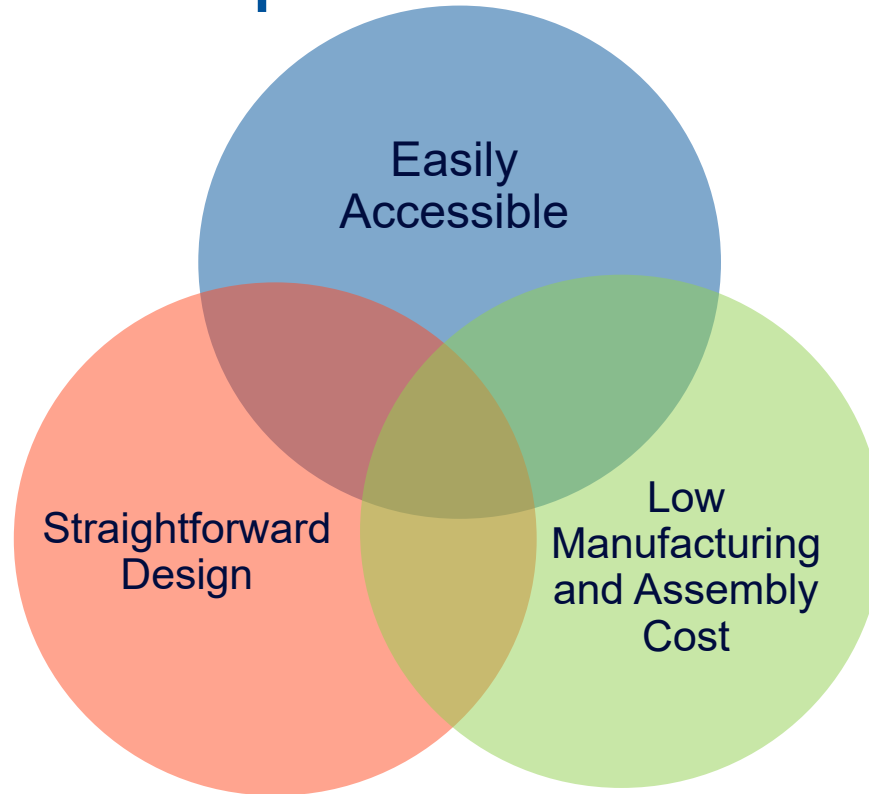 Easily
Accessible
Straightforward
Design
Low
Manufacturing
and Assembly
Cost